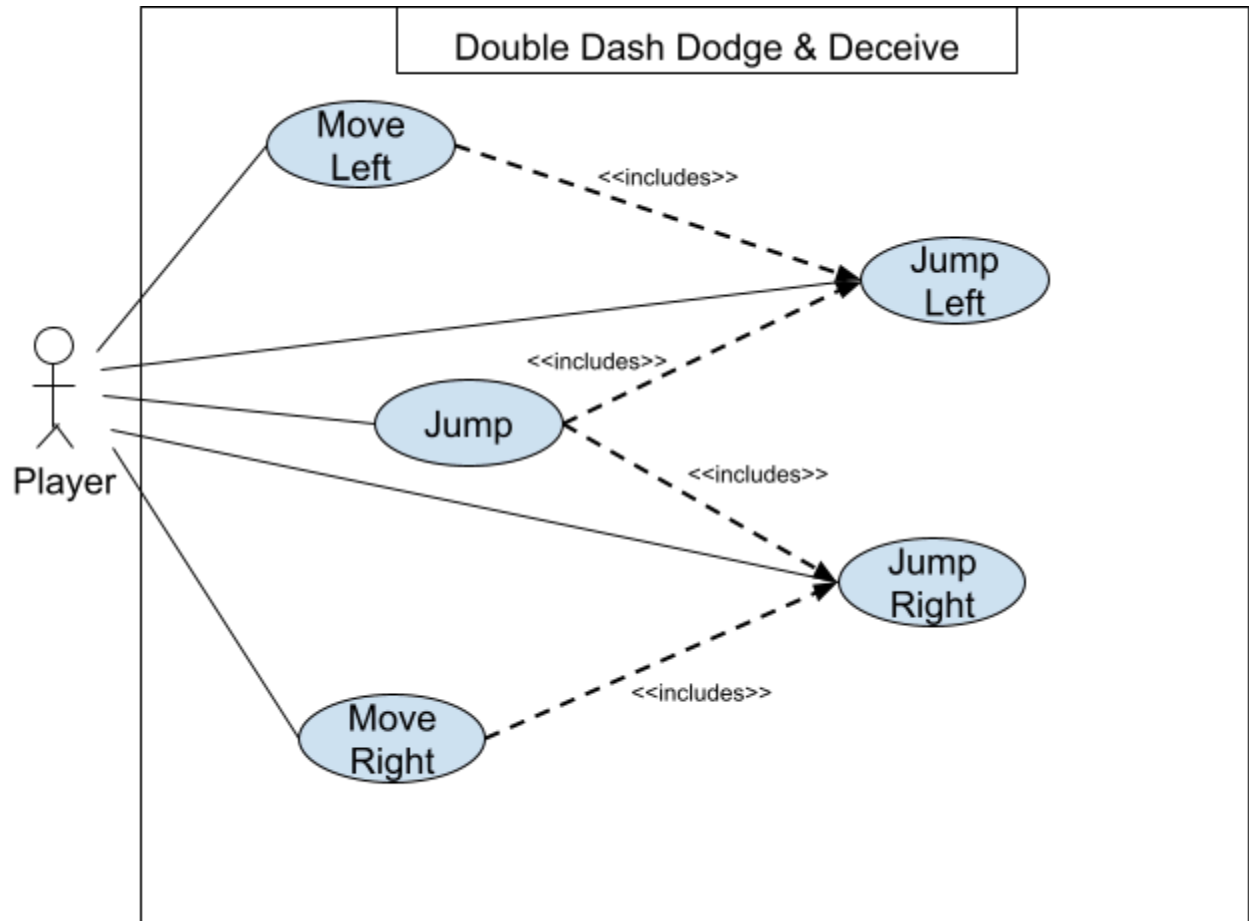 Double Dash Dodge & Deceive
Move
Left
<<includes>>
Jump
Left
<<includes>>
Jump
Player
<<includes>>
Jump
Right
<<includes>>
Move
Right